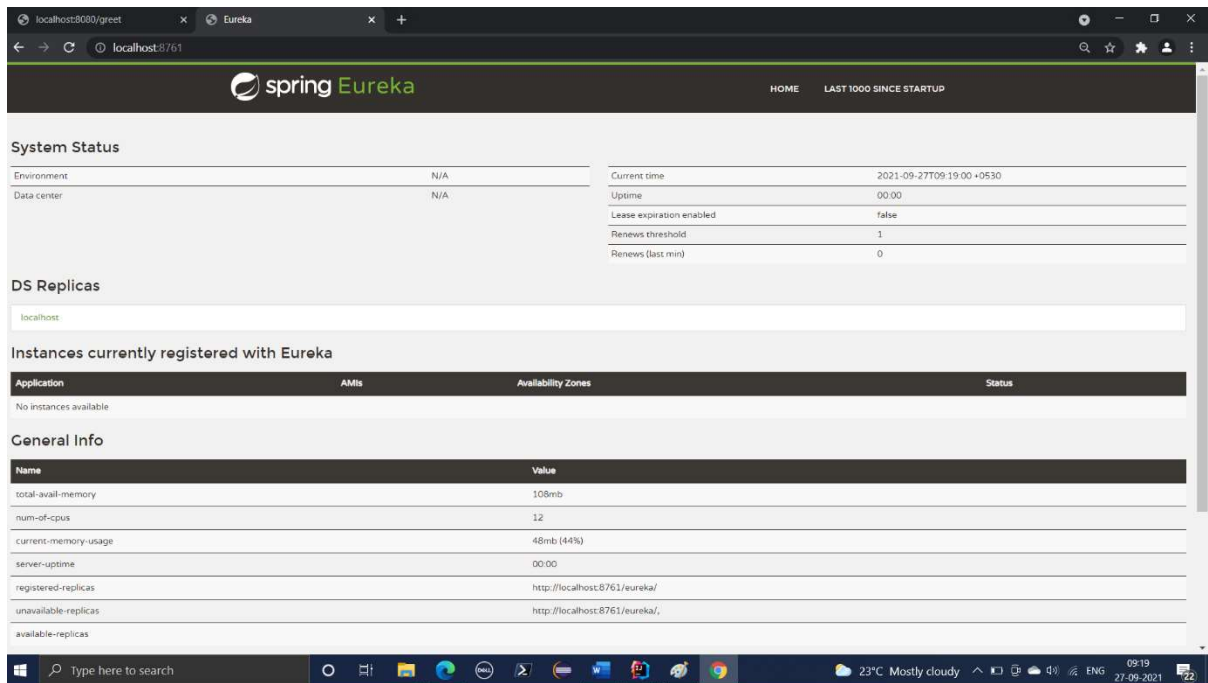 localhost:8080/greet
Eureka
localhost:8761
spring Eureka
HOME LAST 1000 SINCE STARTUP
System Status
Environment N/A
Data center N/A
Current time 2021-09-27T09:19:00 +0530
Uptime 00:00
Lease expiration enabled false
Renews threshold 1
Renews (last min) 0
DS Replicas
localhost
Instances currently registered with Eureka
Application AMIs Availability Zones Status
No instances available
General Info
Name Value
total-avail-memory 108mb
num-of-cpus 12
current-memory-usage 48mb (44%)
server-uptime 00:00
registered-replicas http://localhost:8761/eureka/
unavailable-replicas http://localhost:8761/eureka/,
available-replicas
Type here to search
DELL
W
23°C Mostly cloudy
ENG
09:19
27-09-2021
22